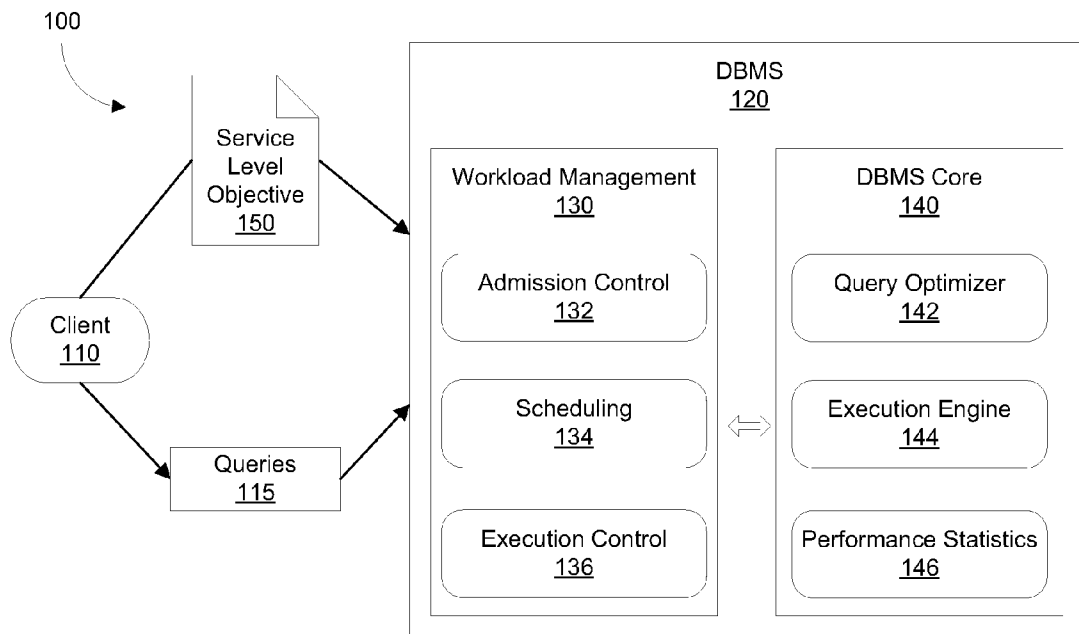 100
DBMS
120
Service
Level
Objective
150
Workload Management
130
DBMS Core
140
Admission Control
132
Query Optimizer
142
Client
110
Scheduling
134
Execution Engine
144
Queries
115
Execution Control
136
Performance Statistics
146